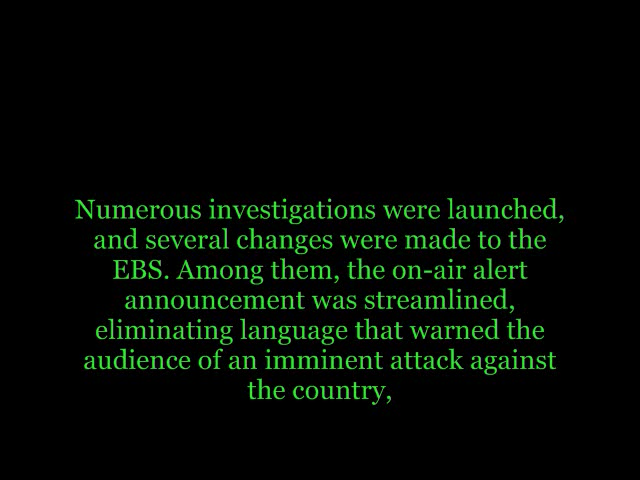 Numerous investigations were launched,
and several changes were made to the
EBS. Among them, the on-air alert
announcement was streamlined,
eliminating language that warned the
audience of an imminent attack against
the country,